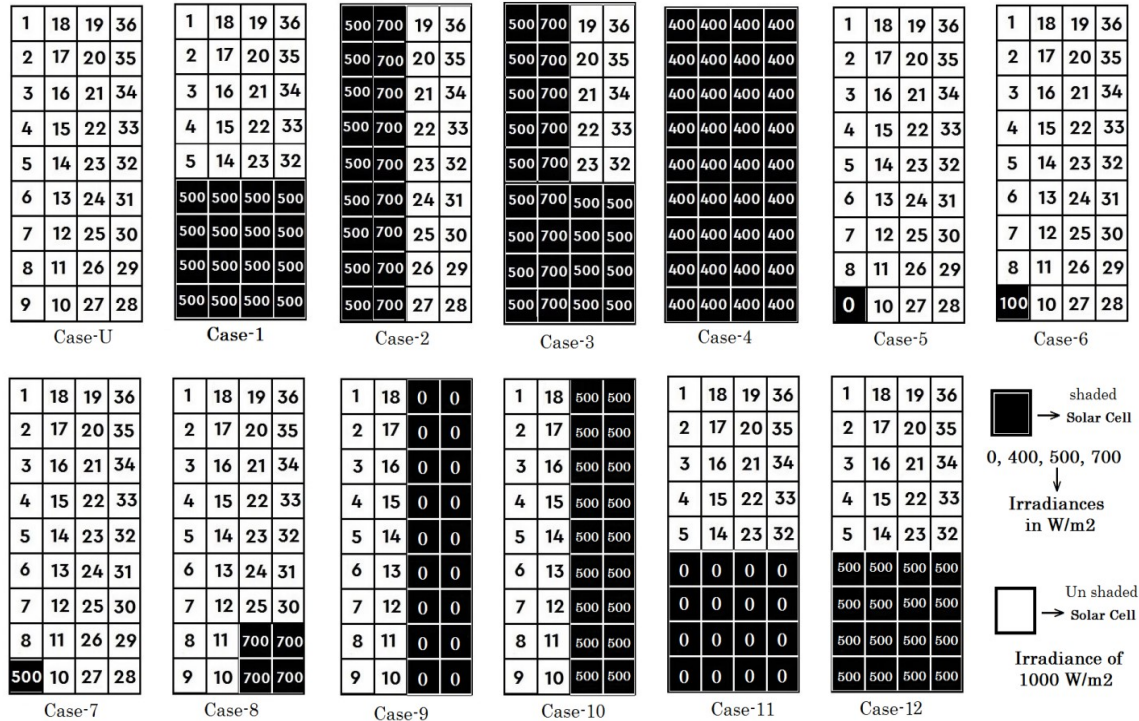 1 18 19 36
2 17 20 35
3 16 21 34
4 15 22 33
5 14 23 32
6 13 24 31
7 12 25 30
8 11 26 29
9 10 27 28
Case-U
1 18 19 36
2 17 20 35
3 16 21 34
4 15 22 33
5 14 23 32
500 500 500 500
500 500 500 500
500 500 500 500
500 500 500 500
Case-1
500 700 19 36
500 700 20 35
500 700 21 34
500 700 22 33
500 700 23 32
500 700 24 31
500 700 25 30
500 700 26 29
500 700 27 28
Case-2
500 700 19 36
500 700 20 35
500 700 21 34
500 700 22 33
500 700 23 32
500 700 500 500
500 700 500 500
500 700 500 500
500 700 500 500
Case-3
400 400 400 400
400 400 400 400
400 400 400 400
400 400 400 400
400 400 400 400
400 400 400 400
400 400 400 400
400 400 400 400
400 400 400 400
Case-4
1 18 19 36
2 17 20 35
3 16 21 34
4 15 22 33
5 14 23 32
6 13 24 31
7 12 25 30
8 11 26 29
0 10 27 28
Case-5
1 18 19 36
2 17 20 35
3 16 21 34
4 15 22 33
5 14 23 32
6 13 24 31
7 12 25 30
8 11 26 29
100 10 27 28
Case-6
1 18 19 36
2 17 20 35
3 16 21 34
4 15 22 33
5 14 23 32
6 13 24 31
7 12 25 30
8 11 26 29
500 10 27 28
Case-7
1 18 19 36
2 17 20 35
3 16 21 34
4 15 22 33
5 14 23 32
6 13 24 31
7 12 25 30
8 11 700 700
9 10 700 700
Case-8
1 18 0 0
2 17 0 0
3 16 0 0
4 15 0 0
5 14 0 0
6 13 0 0
7 12 0 0
8 11 0 0
9 10 0 0
Case-9
1 18 500 500
2 17 500 500
3 16 500 500
4 15 500 500
5 14 500 500
6 13 500 500
7 12 500 500
8 11 500 500
9 10 500 500
Case-10
1 18 19 36
2 17 20 35
3 16 21 34
4 15 22 33
5 14 23 32
0 0 0 0
0 0 0 0
0 0 0 0
0 0 0 0
Case-11
1 18 19 36
2 17 20 35
3 16 21 34
4 15 22 33
5 14 23 32
500 500 500 500
500 500 500 500
500 500 500 500
500 500 500 500
Case-12
shaded
Solar Cell
0, 400, 500, 700
Irradiances
in W/m2
Un shaded
Solar Cell
Irradiance of
1000 W/m2